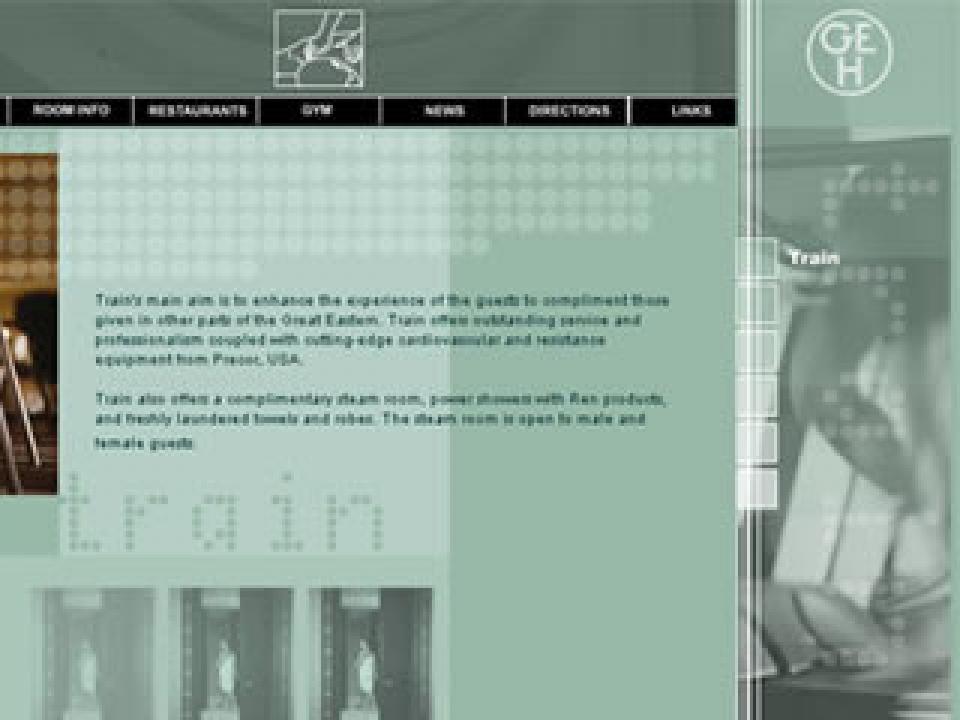 GE
H
ROOM INFO RESTAURANTS GYM NEWS DIRECTIONS LINKS
Train
Train's main aim is to enhance the experience of the guests to compliment those
given in other parts of the Great Eastern. Train offers outstanding service and
professionalism coupled with cutting-edge cardiovascular and resistance
equipment from Precor, USA.
Train also offers a complimentary steam room, power showers with Ren products,
and freshly laundered towels and robes. The steam room is open to male and
female guests.
train